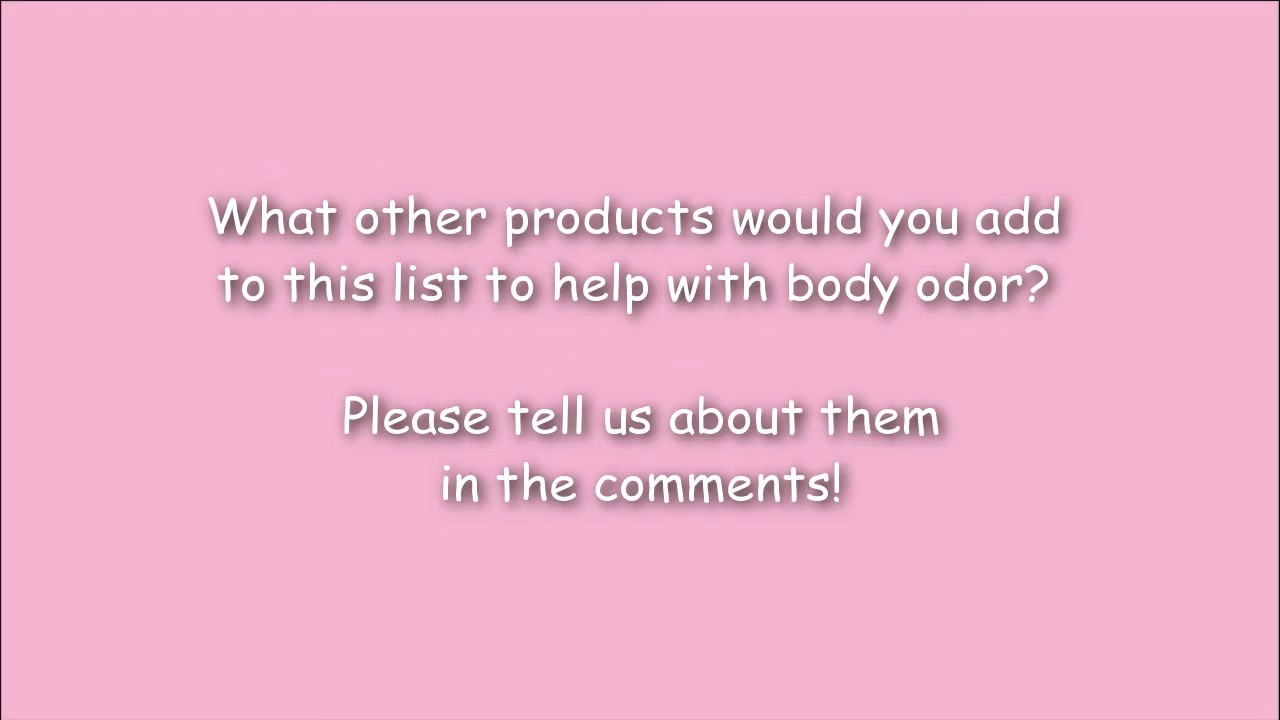 What other products would you add
to this list to help with body odor?
Please tell us about them
in the comments!